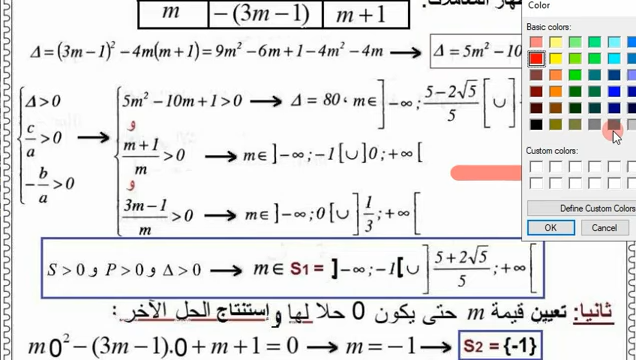 إظهار المعاملات:
m −(3m−1) m+1
Δ = (3m−1)² −4m(m+1) = 9m² −6m+1−4m² −4m → Δ = 5m² −10
Δ>0 c/a>0 −b/a>0 →
5m² −10m+1>0 → Δ = 80، m∈ ]−∞ ; (5−2√5)/5 [ ∪ ]
و
(m+1)/m >0 → m∈ ]−∞;−1[∪]0;+∞[
و
(3m−1)/m >0 → m∈ ]−∞;0[∪]1/3;+∞[
S>0 و P>0 و Δ>0 → m∈ S1 = ]−∞;−1[∪](5+2√5)/5;+∞[
ثانيا: تعيين قيمة m حتى يكون 0 حلا لها و إستنتاج الحل الآخر :
m0² −(3m−1).0+m+1=0 → m=−1 → S2 = {-1}
Color
Basic colors:
Custom colors:
Define Custom Colors
OK Cancel